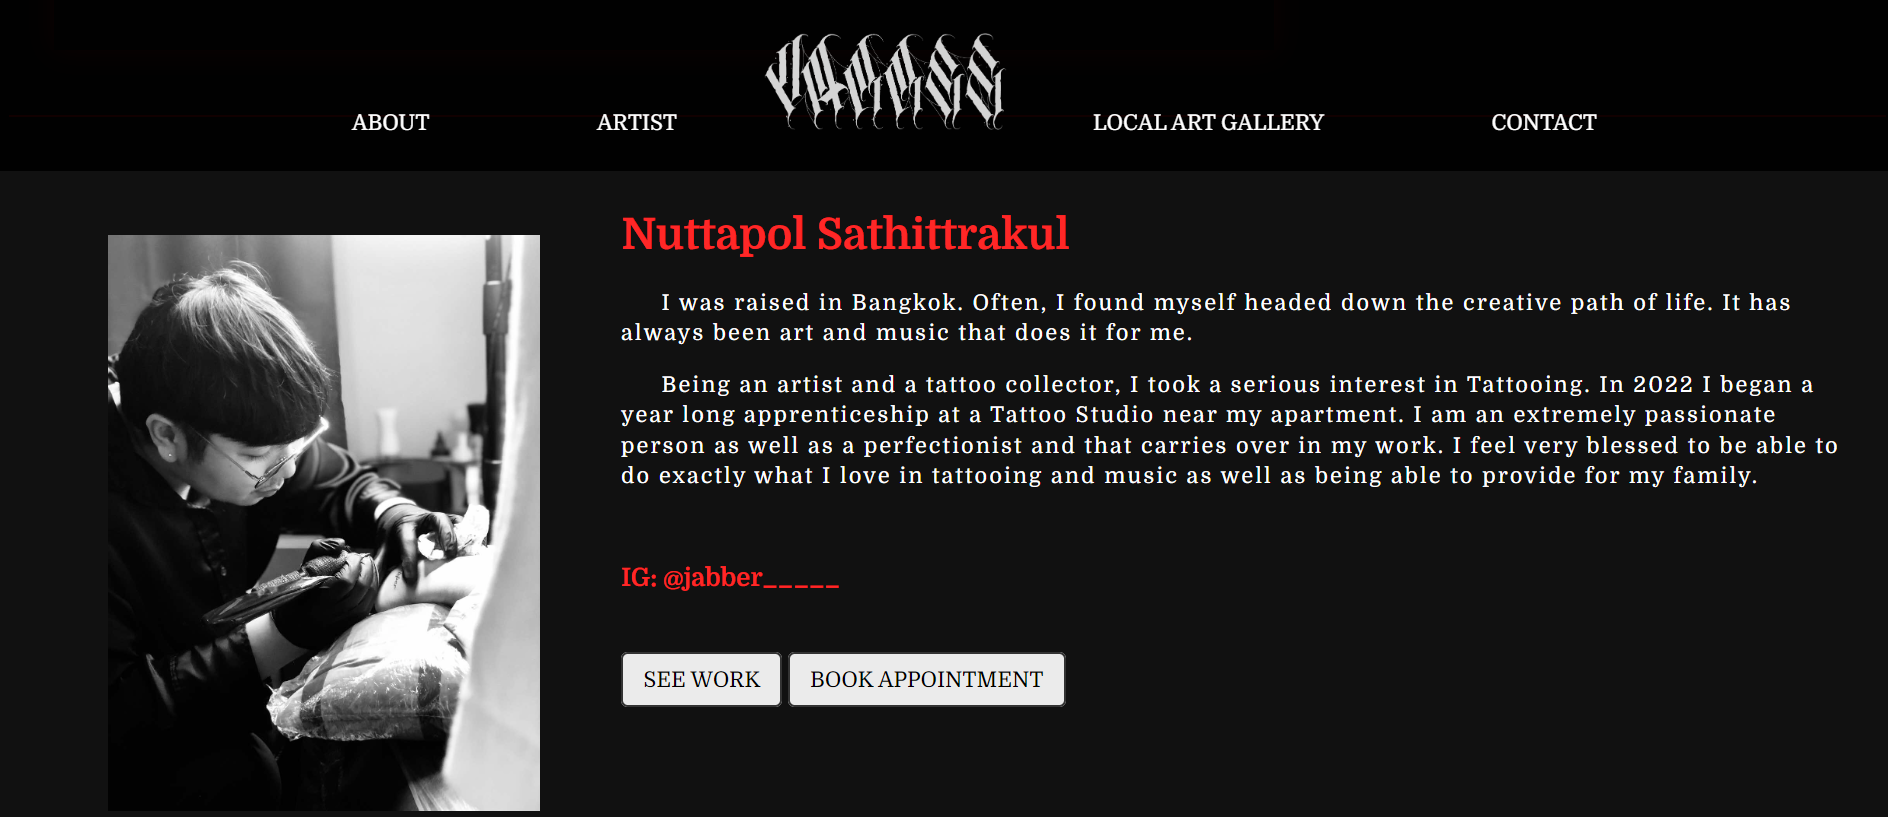 ABOUT
ARTIST
LOCAL ART GALLERY
CONTACT
Nuttapol Sathittrakul
I was raised in Bangkok. Often, I found myself headed down the creative path of life. It has
always been art and music that does it for me.
Being an artist and a tattoo collector, I took a serious interest in Tattooing. In 2022 I began a
year long apprenticeship at a Tattoo Studio near my apartment. I am an extremely passionate
person as well as a perfectionist and that carries over in my work. I feel very blessed to be able to
do exactly what I love in tattooing and music as well as being able to provide for my family.
IG: @jabber_____
SEE WORK
BOOK APPOINTMENT